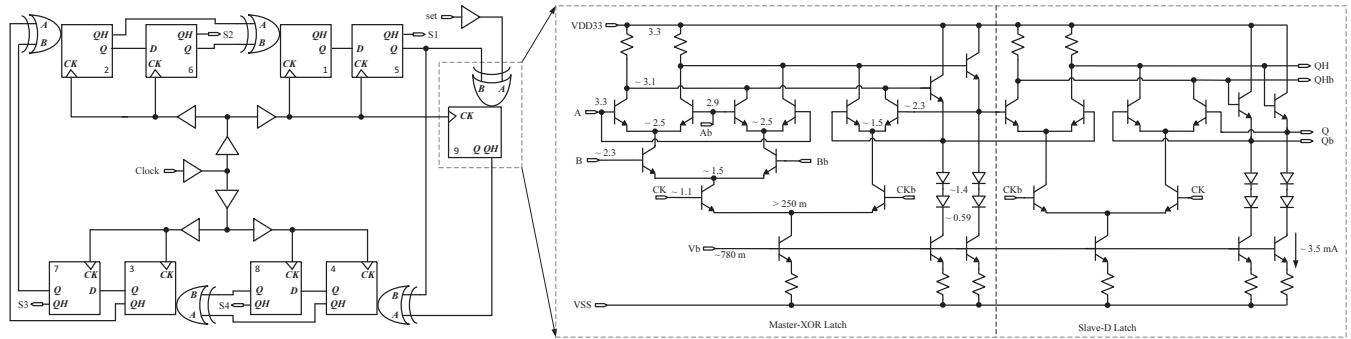 set
A
B
QH
Q
CK
2
QH
D
Q
CK
6
S2
A
B
QH
Q
CK
1
QH
D
Q
CK
5
S1
B
A
CK
9
Q QH
Clock
7
CK
Q
D
QH
S3
3
CK
Q
QH
B
A
8
CK
Q
D
QH
S4
4
CK
Q
QH
B
A
VDD33
3.3
~ 3.1
A
3.3
2.9
Ab
~ 2.5
~ 2.5
~ 1.5
~ 2.3
B
~ 2.3
Bb
~ 1.5
CK
~ 1.1
> 250 m
CKb
~1.4
~ 0.59
Vb
~780 m
VSS
Master-XOR Latch
QH
QHb
Q
Qb
CKb
CK
~ 3.5 mA
Slave-D Latch